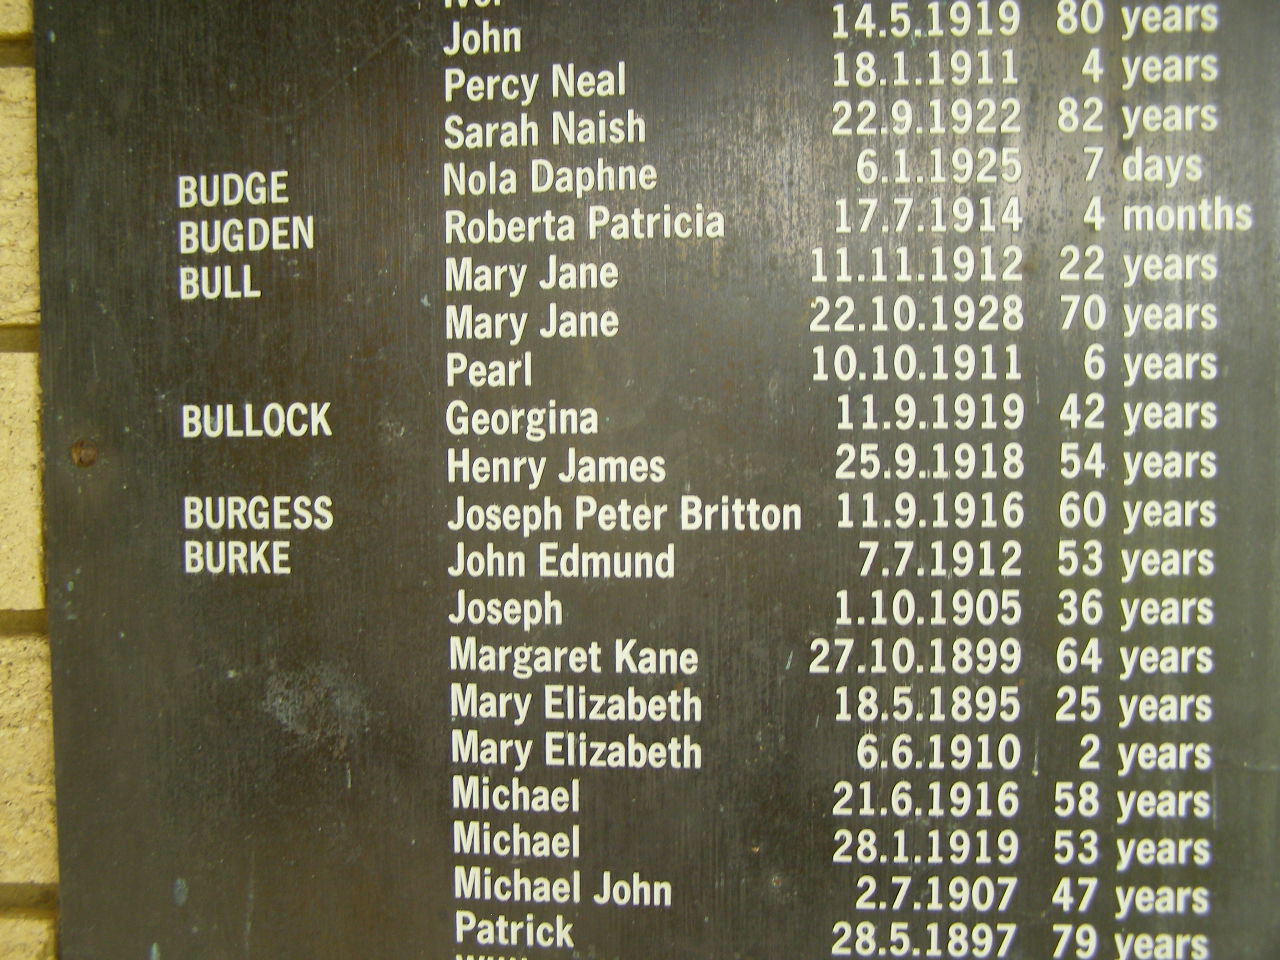 John 14.5.1919 80 years
Percy Neal 18.1.1911 4 years
Sarah Naish 22.9.1922 82 years
BUDGE Nola Daphne 6.1.1925 7 days
BUGDEN Roberta Patricia 17.7.1914 4 months
BULL Mary Jane 11.11.1912 22 years
Mary Jane 22.10.1928 70 years
Pearl 10.10.1911 6 years
BULLOCK Georgina 11.9.1919 42 years
Henry James 25.9.1918 54 years
BURGESS Joseph Peter Britton 11.9.1916 60 years
BURKE John Edmund 7.7.1912 53 years
Joseph 1.10.1905 36 years
Margaret Kane 27.10.1899 64 years
Mary Elizabeth 18.5.1895 25 years
Mary Elizabeth 6.6.1910 2 years
Michael 21.6.1916 58 years
Michael 28.1.1919 53 years
Michael John 2.7.1907 47 years
Patrick 28.5.1897 79 years